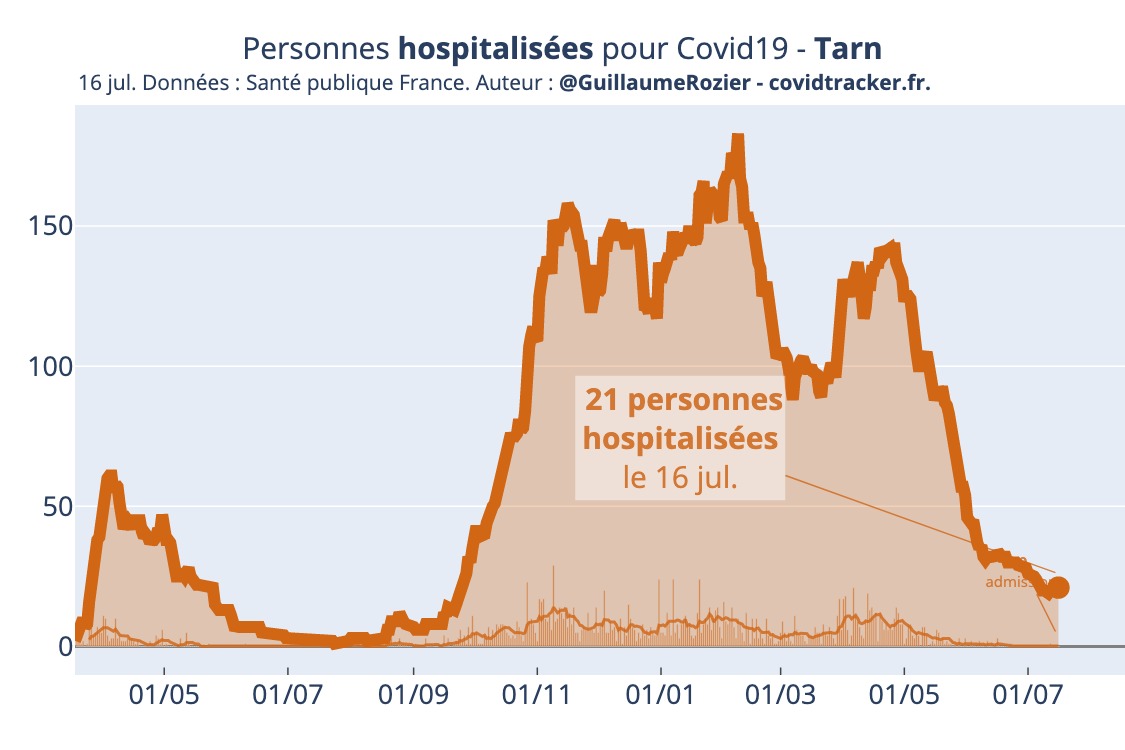 Personnes hospitalisées pour Covid19 - Tarn
16 jul. Données : Santé publique France. Auteur : @GuillaumeRozier - covidtracker.fr.
150
100
50
0
21 personnes
hospitalisées
le 16 jul.
01/05 01/07 01/09 01/11 01/01 01/03 01/05 01/07